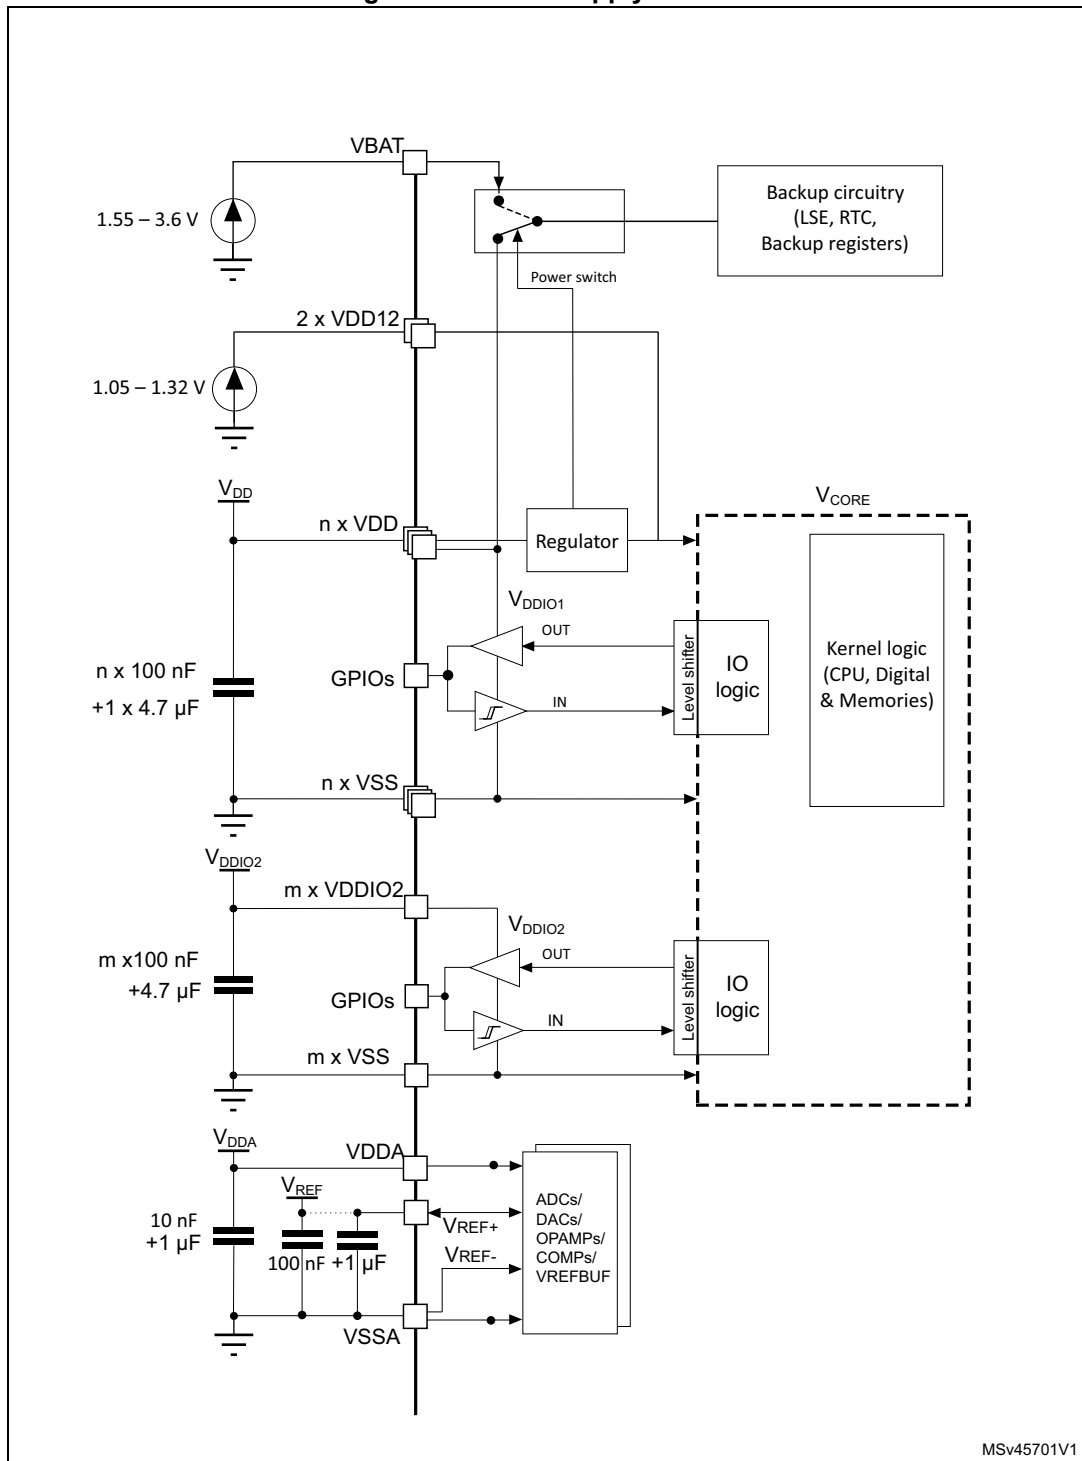 VBAT
1.55 – 3.6 V
Backup circuitry
(LSE, RTC,
Backup registers)
Power switch
2 x VDD12
1.05 – 1.32 V
VDD
n x VDD
Regulator
VCORE
VDDIO1
OUT
GPIOs
IN
Level shifter
IO
logic
Kernel logic
(CPU, Digital
& Memories)
n x 100 nF
+1 x 4.7 µF
n x VSS
VDDIO2
m x VDDIO2
VDDIO2
OUT
m x100 nF
+4.7 µF
GPIOs
IN
Level shifter
IO
logic
m x VSS
VDDA
VDDA
VREF
10 nF
+1 µF
100 nF
+1 µF
VREF+
VREF-
ADCs/
DACs/
OPAMPs/
COMPs/
VREFBUF
VSSA
MSv45701V1